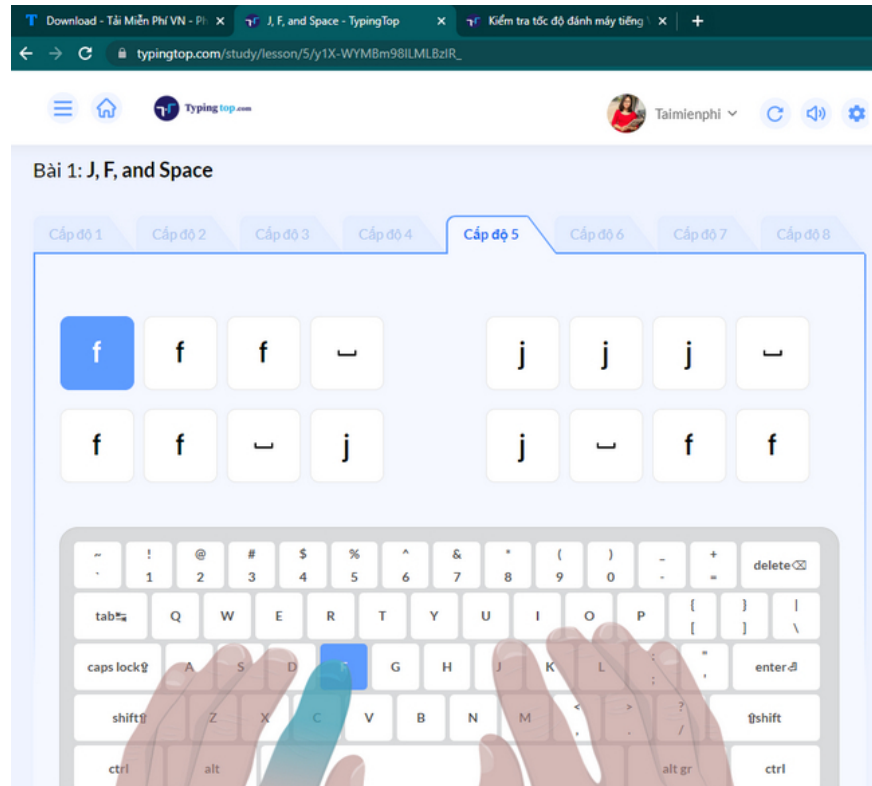 Download - Tải Miễn Phí VN - Ph
J, F, and Space - TypingTop
Kiểm tra tốc độ đánh máy tiếng
typingtop.com/study/lesson/5/y1X-WYMBm98ILMLBzIR_
Typing top.com
Taimienphi
Bài 1: J, F, and Space
Cấp độ 1 Cấp độ 2 Cấp độ 3 Cấp độ 4 Cấp độ 5 Cấp độ 6 Cấp độ 7 Cấp độ 8
f f f ⌴ j j j ⌴
f f ⌴ j j ⌴ f f
~ ! @ # $ % ^ & * ( ) _ +
` 1 2 3 4 5 6 7 8 9 0 - = delete
tab Q W E R T Y U I O P { } |
[ ] \
caps lock A S D F G H J K L : " enter
; '
shift Z X C V B N M < > ? shift
, . /
ctrl alt alt gr ctrl